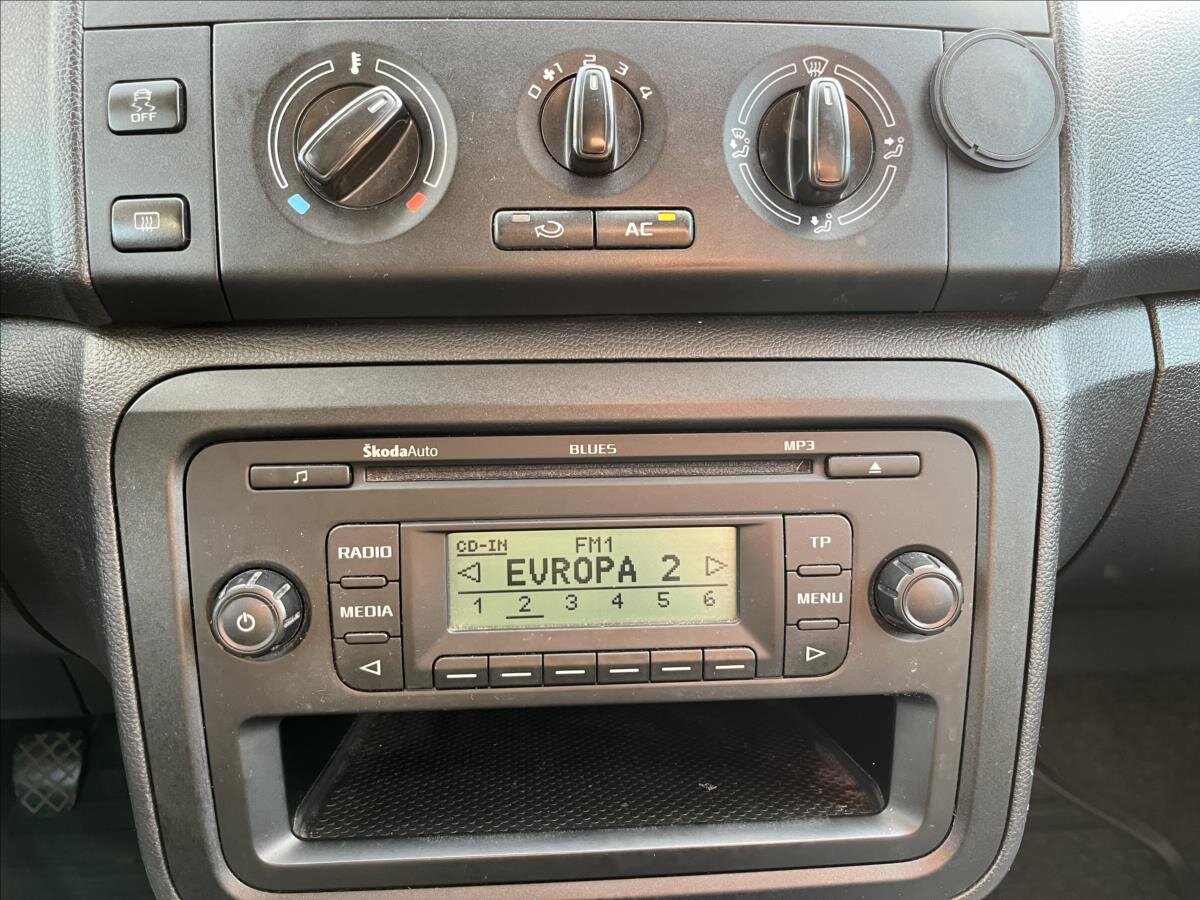 OFF
0 1 2 3 4
AC
ŠkodaAuto BLUES MP3
RADIO
MEDIA
CD-IN FM1
EVROPA 2
1 2 3 4 5 6
TP
MENU